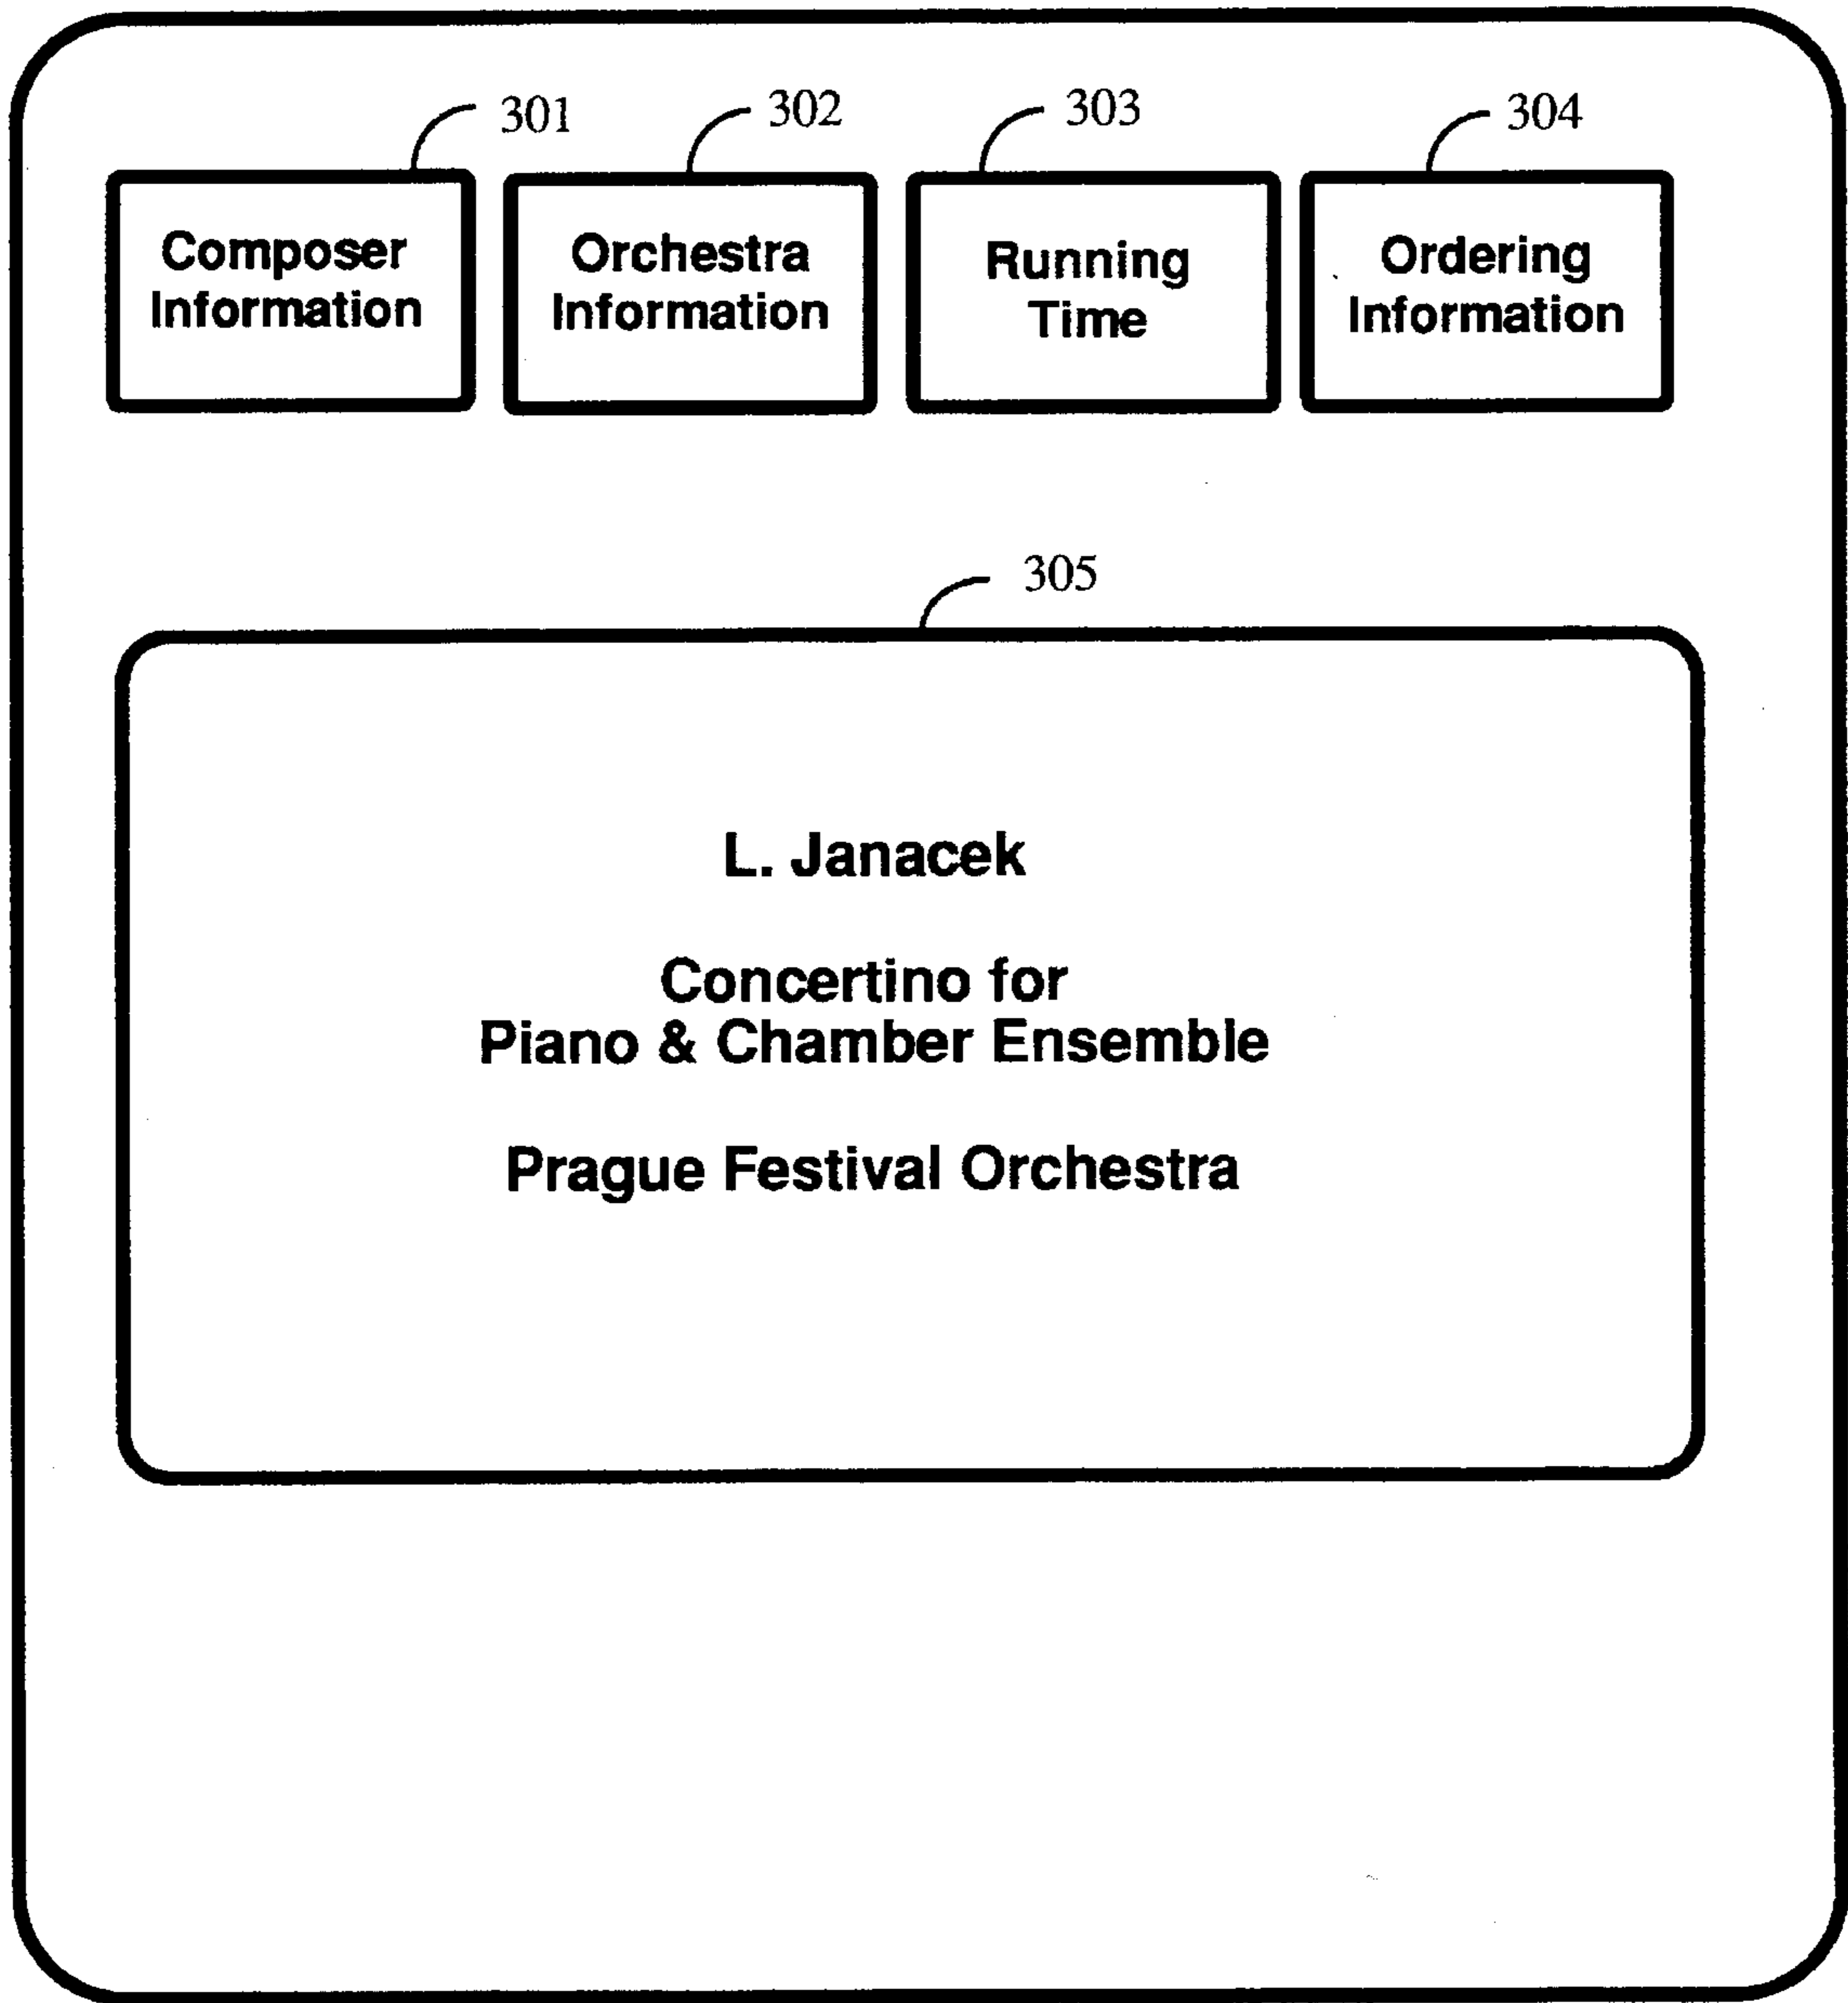 301
302
303
304
Composer
Information
Orchestra
Information
Running
Time
Ordering
Information
305
L. Janacek
Concertino for
Piano & Chamber Ensemble
Prague Festival Orchestra